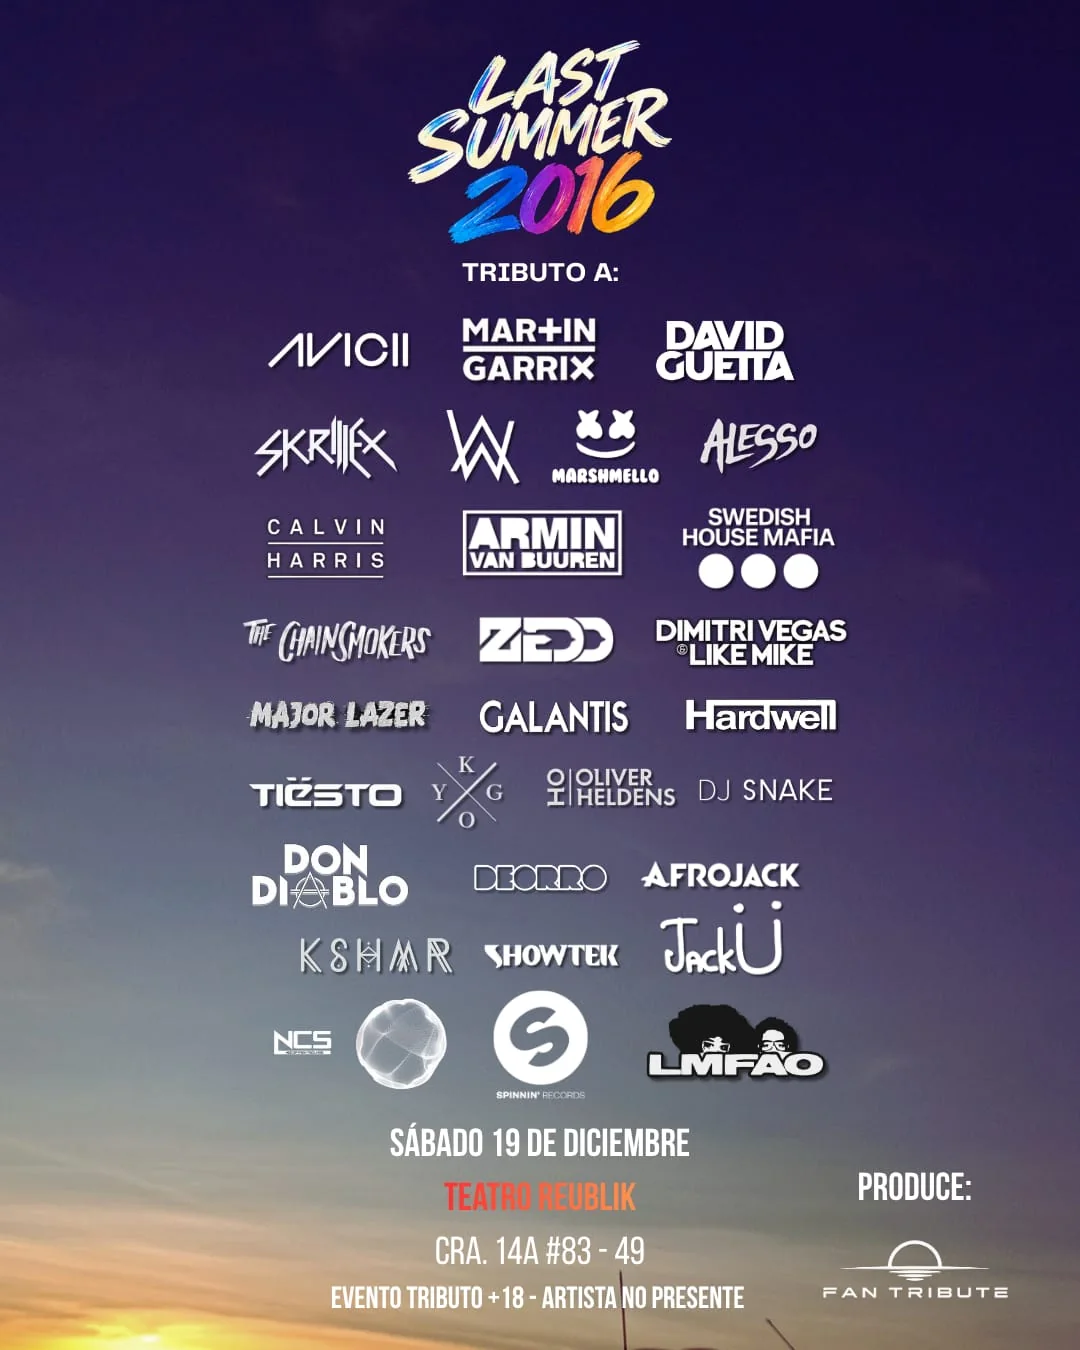 LAST
SUMMER
2016
TRIBUTO A:
AVICII
MARTIN
GARRIX
DAVID
GUETTA
SKRILLEX
AW
MARSHMELLO
ALESSO
CALVIN
HARRIS
ARMIN
VAN BUUREN
SWEDISH
HOUSE MAFIA
THE CHAINSMOKERS
ZEDD
DIMITRI VEGAS
& LIKE MIKE
MAJOR LAZER
GALANTIS
Hardwell
TIËSTO
KYGO
HO
OLIVER
HELDENS
DJ SNAKE
DON
DIABLO
DEORRO
AFROJACK
KSHMR
SHOWTEK
JackÜ
NCS
S
SPINNIN' RECORDS
LMFAO
SÁBADO 19 DE DICIEMBRE
TEATRO REUBLIK
CRA. 14A #83 - 49
EVENTO TRIBUTO +18 - ARTISTA NO PRESENTE
PRODUCE:
FAN TRIBUTE